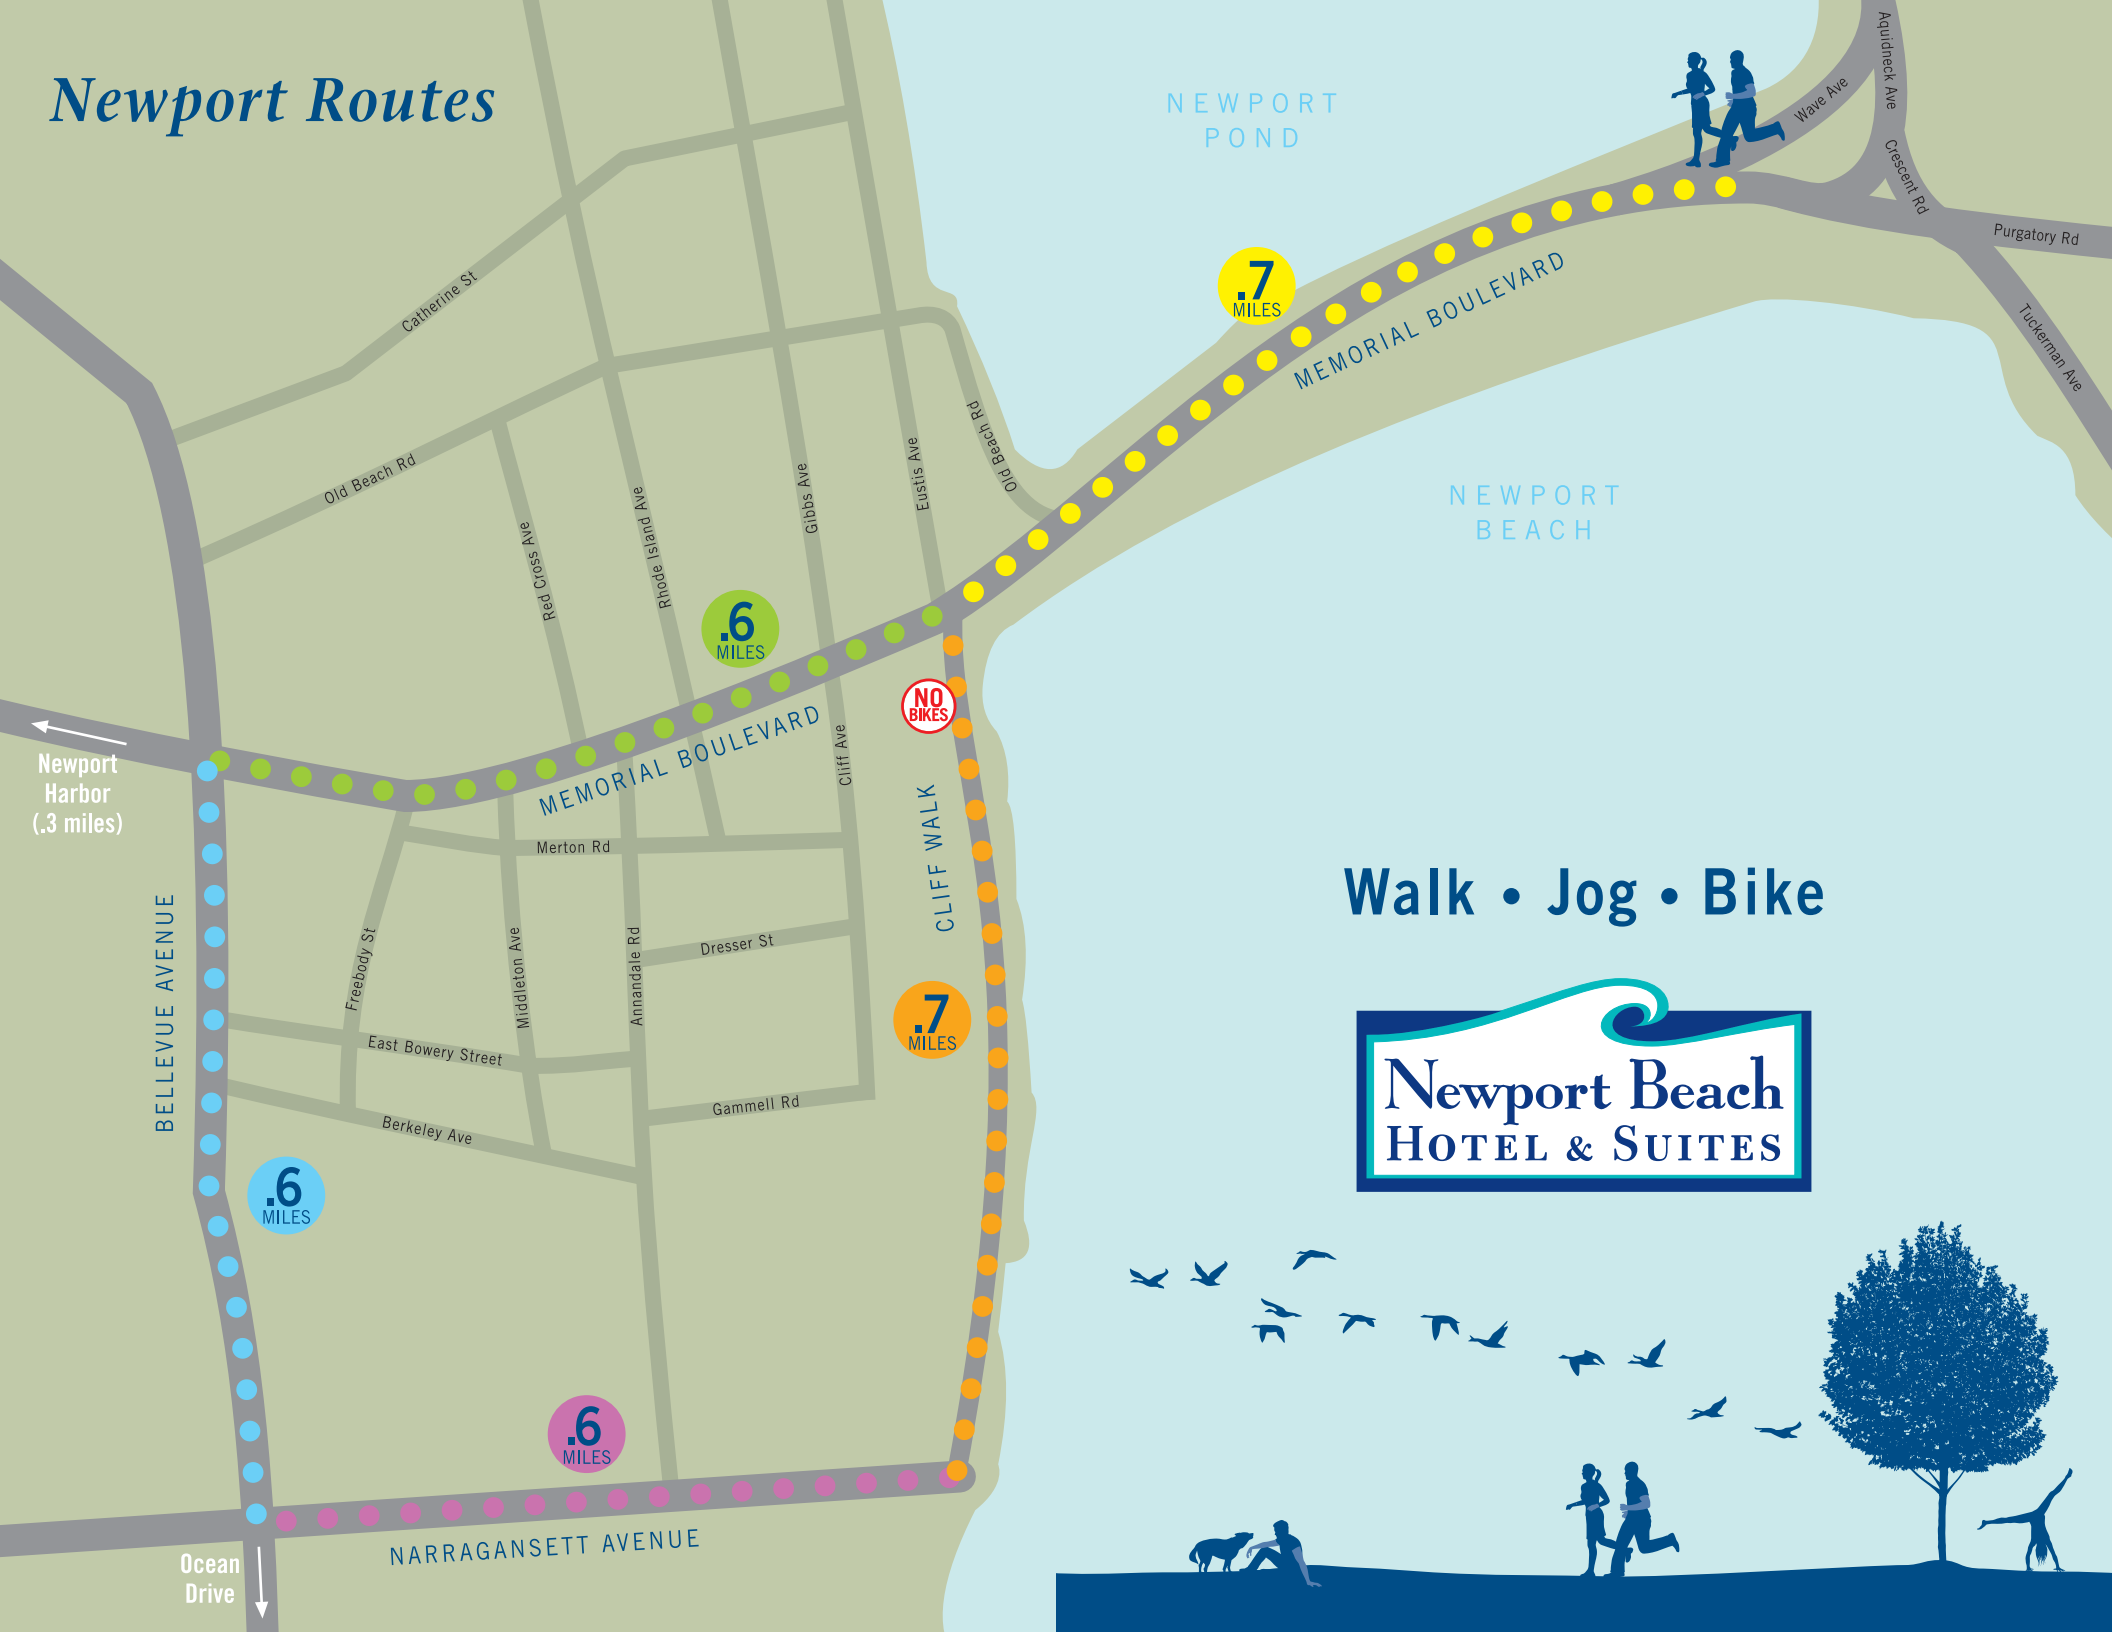 Newport Routes
NEWPORT
POND
Aquidneck Ave
Wave Ave
Crescent Rd
Purgatory Rd
Tuckerman Ave
.7
MILES
MEMORIAL BOULEVARD
Catherine St
Old Beach Rd
Old Beach Rd
Red Cross Ave
Rhode Island Ave
Gibbs Ave
Eustis Ave
NEWPORT
BEACH
.6
MILES
NO
BIKES
MEMORIAL BOULEVARD
Cliff Ave
CLIFF WALK
Newport
Harbor
(.3 miles)
Merton Rd
BELLEVUE AVENUE
Freebody St
Middleton Ave
Annandale Rd
Dresser St
East Bowery Street
Berkeley Ave
Gammell Rd
.7
MILES
.6
MILES
.6
MILES
NARRAGANSETT AVENUE
Ocean
Drive
Walk • Jog • Bike
Newport Beach
HOTEL & SUITES